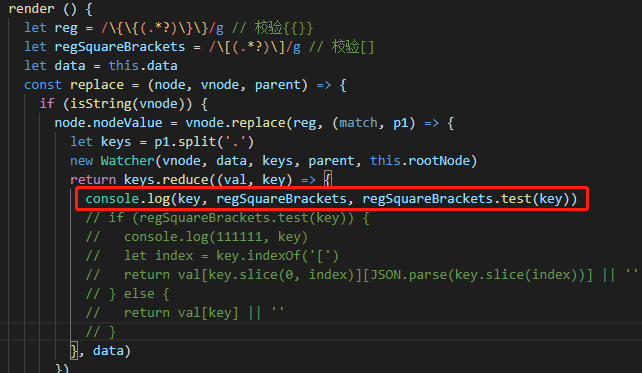 render () {
let reg = /\{\{(.*?)\}\}/g // 校验{{}}
let regSquareBrackets = /\[(.*?)\]/g // 校验[]
let data = this.data
const replace = (node, vnode, parent) => {
if (isString(vnode)) {
node.nodeValue = vnode.replace(reg, (match, p1) => {
let keys = p1.split('.')
new Watcher(vnode, data, keys, parent, this.rootNode)
return keys.reduce((val, key) => {
console.log(key, regSquareBrackets, regSquareBrackets.test(key))
// if (regSquareBrackets.test(key)) {
//   console.log(111111, key)
//   let index = key.indexOf('[')
//   return val[key.slice(0, index)][JSON.parse(key.slice(index))] || ''
// } else {
//   return val[key] || ''
// }
}, data)
})